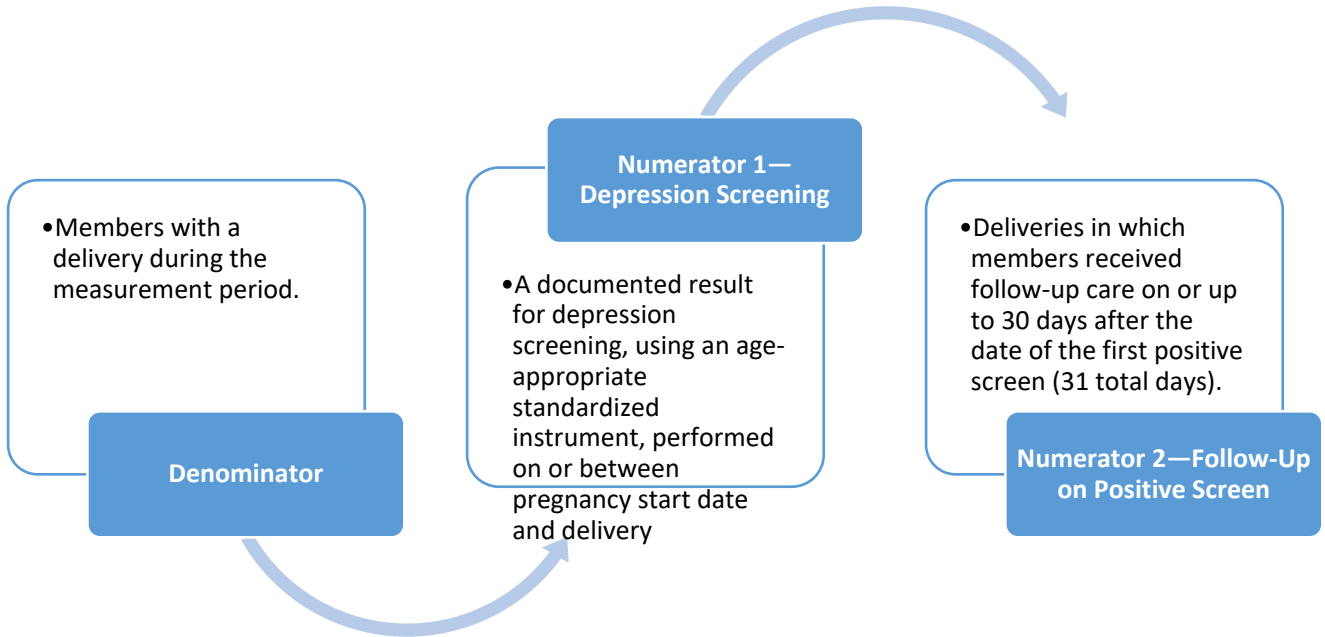 •Members with a
delivery during the
measurement period.
Denominator
Numerator 1—
Depression Screening
•A documented result
for depression
screening, using an age-
appropriate
standardized
instrument, performed
on or between
pregnancy start date
and delivery
•Deliveries in which
members received
follow-up care on or up
to 30 days after the
date of the first positive
screen (31 total days).
Numerator 2—Follow-Up
on Positive Screen